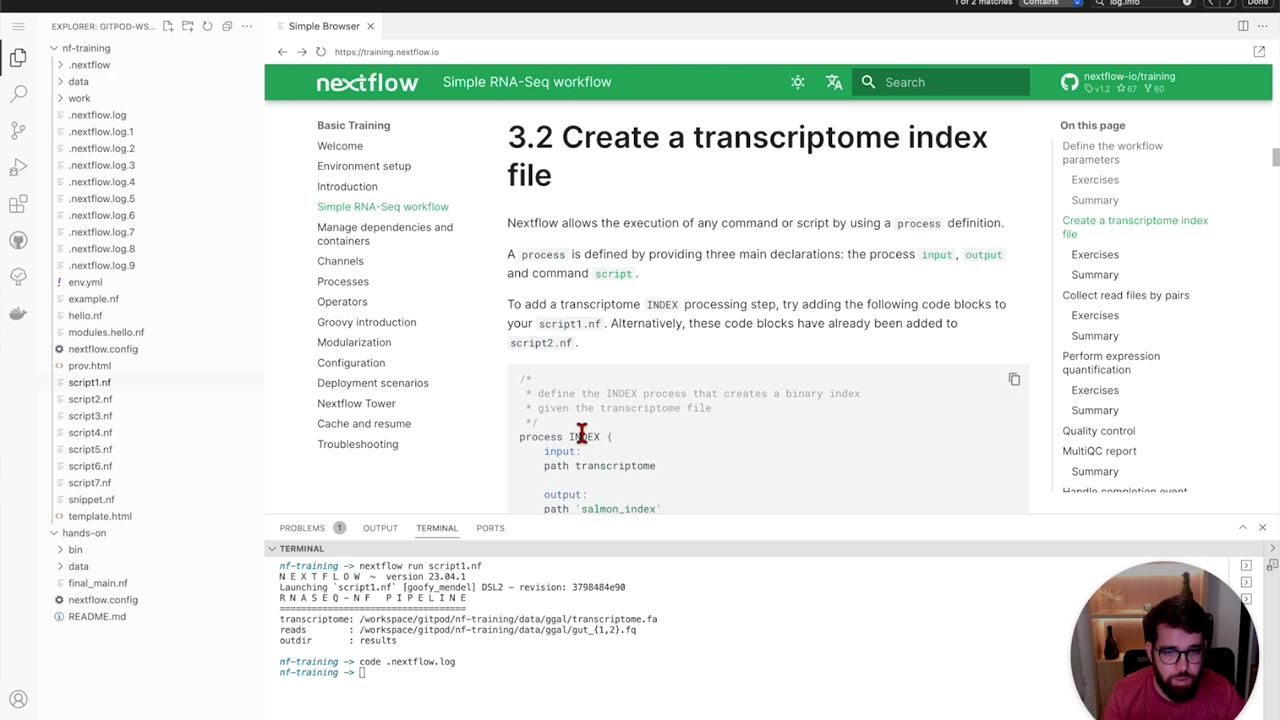 1 of 2 matches
Contains
log.info
Done
EXPLORER: GITPOD-WS...
Simple Browser
nf-training
.nextflow
data
work
.nextflow.log
.nextflow.log.1
.nextflow.log.2
.nextflow.log.3
.nextflow.log.4
.nextflow.log.5
.nextflow.log.6
.nextflow.log.7
.nextflow.log.8
.nextflow.log.9
env.yml
example.nf
hello.nf
modules.hello.nf
nextflow.config
prov.html
script1.nf
script2.nf
script3.nf
script4.nf
script5.nf
script6.nf
script7.nf
snippet.nf
template.html
hands-on
bin
data
final_main.nf
nextflow.config
README.md
https://training.nextflow.io
nextflow
Simple RNA-Seq workflow
Search
nextflow-io/training
v1.2 67 60
Basic Training
Welcome
Environment setup
Introduction
Simple RNA-Seq workflow
Manage dependencies and
containers
Channels
Processes
Operators
Groovy introduction
Modularization
Configuration
Deployment scenarios
Nextflow Tower
Cache and resume
Troubleshooting
3.2 Create a transcriptome index
file
Nextflow allows the execution of any command or script by using a process definition.
A process is defined by providing three main declarations: the process input, output
and command script.
To add a transcriptome INDEX processing step, try adding the following code blocks to
your script1.nf. Alternatively, these code blocks have already been added to
script2.nf.
/*
* define the INDEX process that creates a binary index
* given the transcriptome file
*/
process INDEX {
input:
path transcriptome
output:
path `salmon_index`
On this page
Define the workflow
parameters
Exercises
Summary
Create a transcriptome index
file
Exercises
Summary
Collect read files by pairs
Exercises
Summary
Perform expression
quantification
Exercises
Summary
Quality control
MultiQC report
Summary
Handle completion event
PROBLEMS 1 OUTPUT TERMINAL PORTS
TERMINAL
nf-training -> nextflow run script1.nf
N E X T F L O W ~ version 23.04.1
Launching `script1.nf` [goofy_mendel] DSL2 - revision: 3798484e90
R N A S E Q - N F P I P E L I N E
===================================
transcriptome: /workspace/gitpod/nf-training/data/ggal/transcriptome.fa
reads : /workspace/gitpod/nf-training/data/ggal/gut_{1,2}.fq
outdir : results
nf-training -> code .nextflow.log
nf-training ->